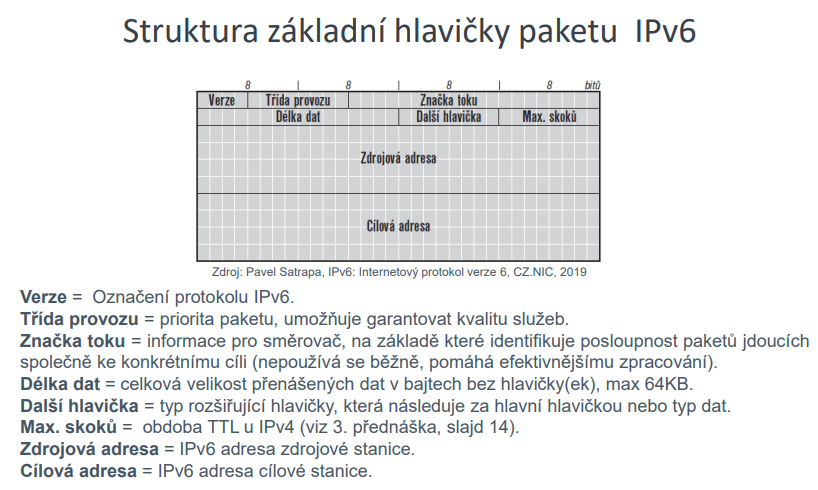 Struktura základní hlavičky paketu IPv6
8 8 8 8 bitů
Verze Třída provozu Značka toku
Délka dat Další hlavička Max. skoků
Zdrojová adresa
Cílová adresa
Zdroj: Pavel Satrapa, IPv6: Internetový protokol verze 6, CZ.NIC, 2019
Verze = Označení protokolu IPv6.
Třída provozu = priorita paketu, umožňuje garantovat kvalitu služeb.
Značka toku = informace pro směrovač, na základě které identifikuje posloupnost paketů jdoucích
společně ke konkrétnímu cíli (nepoužívá se běžně, pomáhá efektivnějšímu zpracování).
Délka dat = celková velikost přenášených dat v bajtech bez hlavičky(ek), max 64KB.
Další hlavička = typ rozšiřující hlavičky, která následuje za hlavní hlavičkou nebo typ dat.
Max. skoků = obdoba TTL u IPv4 (viz 3. přednáška, slajd 14).
Zdrojová adresa = IPv6 adresa zdrojové stanice.
Cílová adresa = IPv6 adresa cílové stanice.